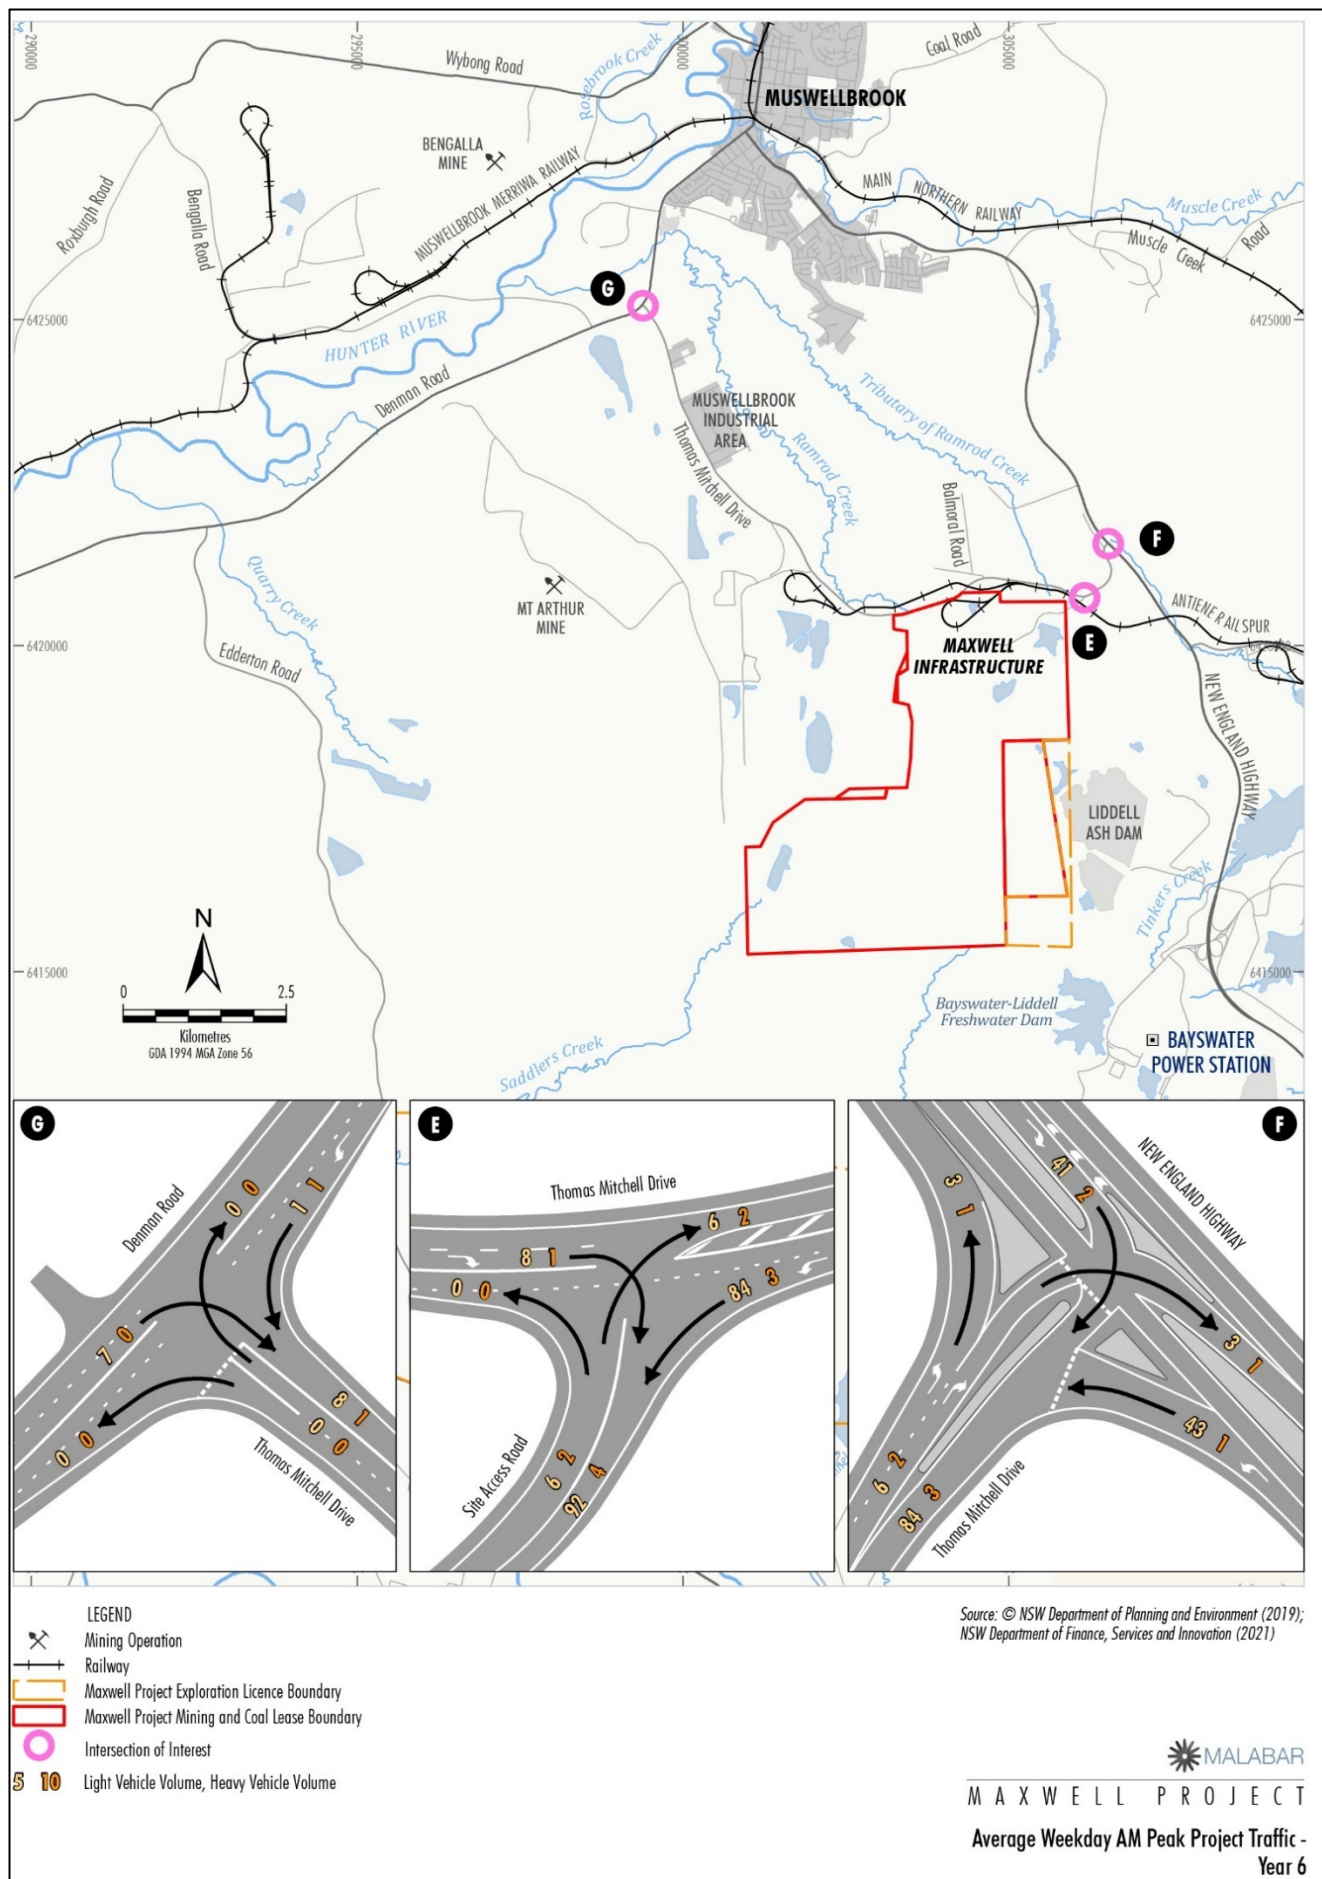 290000
295000
300000
305000
Wybong Road
Rosebrook Creek
Coal Road
MUSWELLBROOK
BENGALLA
MINE
MUSWELLBROOK MERRIWA RAILWAY
Roxburgh Road
Bengalla Road
MAIN NORTHERN RAILWAY
Muscle Creek
Muscle Creek Road
G
6425000
6425000
HUNTER RIVER
Denman Road
MUSWELLBROOK
INDUSTRIAL
AREA
Thomas Mitchell Drive
Ramrod Creek
Tributary of Ramrod Creek
Balmoral Road
F
Quarry Creek
MT ARTHUR
MINE
ANTIENE RAIL SPUR
E
6420000
MAXWELL
INFRASTRUCTURE
Edderton Road
NEW ENGLAND HIGHWAY
LIDDELL
ASH DAM
Tinkers Creek
N
0 2.5
Kilometres
GDA 1994 MGA Zone 56
6415000
6415000
Bayswater-Liddell
Freshwater Dam
Saddlers Creek
BAYSWATER
POWER STATION
G
Denman Road
0 0
1 1
7 0
8 1
0 0
0 0
Thomas Mitchell Drive
E
Thomas Mitchell Drive
6 2
8 1
0 0
84 3
6 2
92 4
Site Access Road
F
NEW ENGLAND HIGHWAY
3 1
41 2
3 1
43 1
6 2
84 3
Thomas Mitchell Drive
LEGEND
Mining Operation
Railway
Maxwell Project Exploration Licence Boundary
Maxwell Project Mining and Coal Lease Boundary
Intersection of Interest
5 10 Light Vehicle Volume, Heavy Vehicle Volume
Source: © NSW Department of Planning and Environment (2019);
NSW Department of Finance, Services and Innovation (2021)
MALABAR
MAXWELL PROJECT
Average Weekday AM Peak Project Traffic -
Year 6